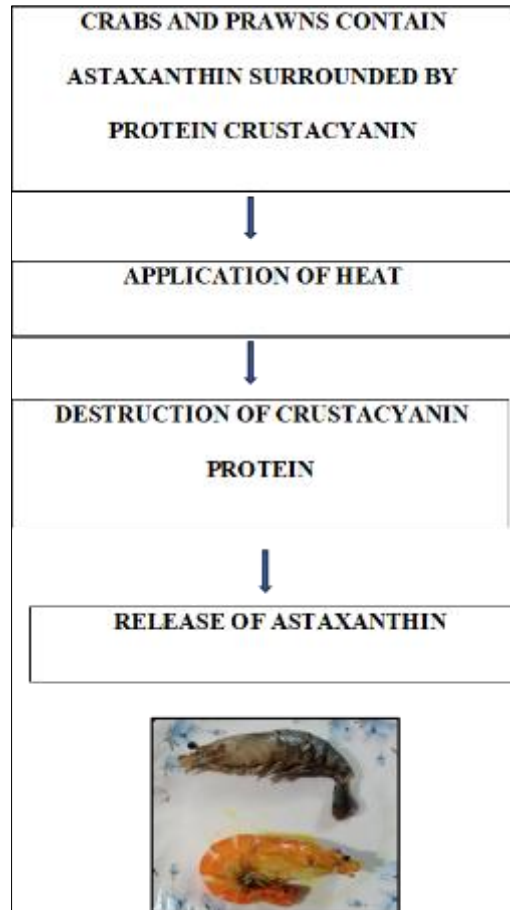 CRABS AND PRAWNS CONTAIN
ASTAXANTHIN SURROUNDED BY
PROTEIN CRUSTACYANIN
APPLICATION OF HEAT
DESTRUCTION OF CRUSTACYANIN
PROTEIN
RELEASE OF ASTAXANTHIN